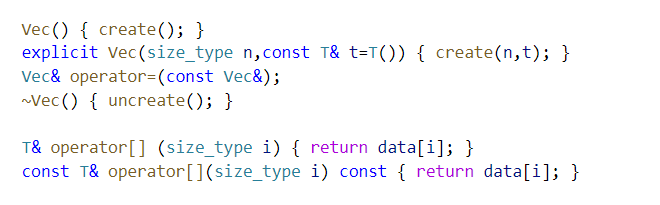 Vec() { create(); }
explicit Vec(size_type n,const T& t=T()) { create(n,t); }
Vec& operator=(const Vec&);
~Vec() { uncreate(); }
T& operator[] (size_type i) { return data[i]; }
const T& operator[](size_type i) const { return data[i]; }